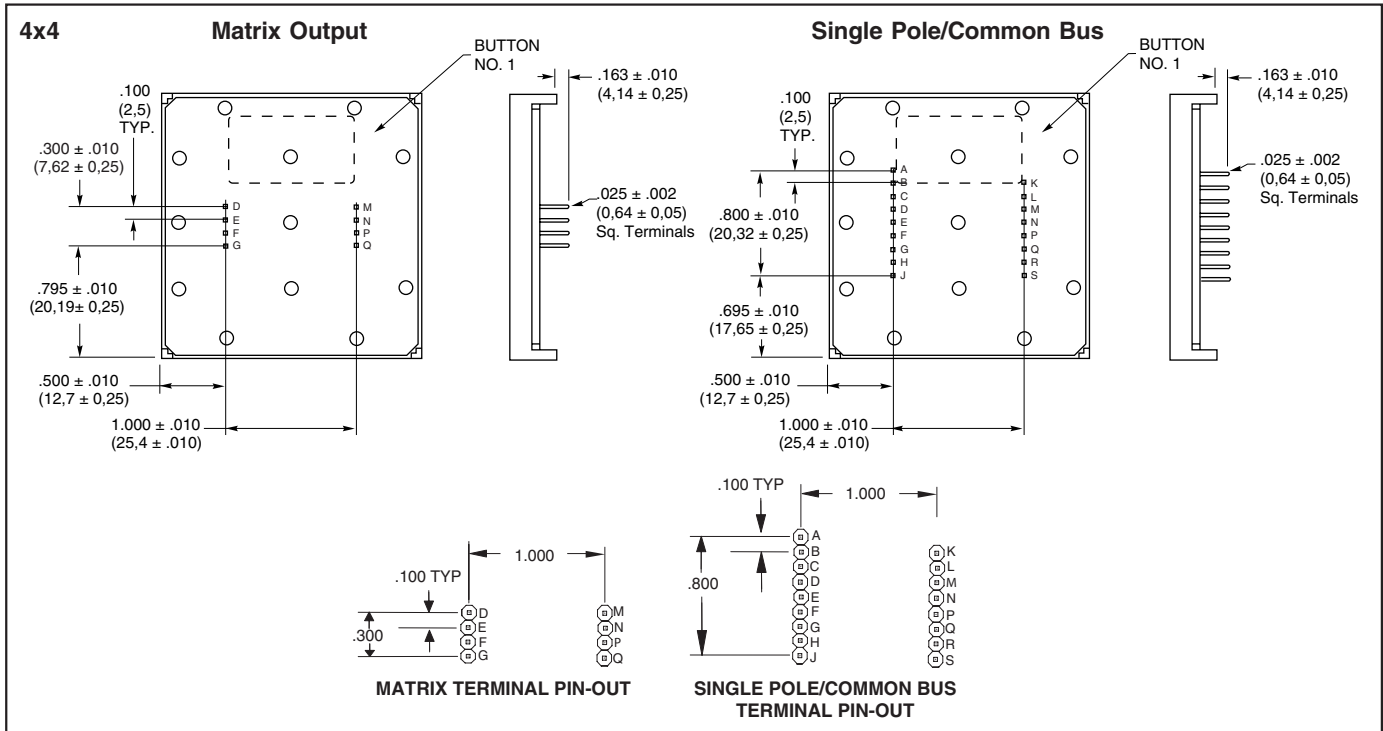 4x4
Matrix Output
BUTTON
NO. 1
.100
(2,5)
TYP.
.300 ± .010
(7,62 ± 0,25)
.163 ± .010
(4,14 ± 0,25)
.025 ± .002
(0,64 ± 0,05)
Sq. Terminals
D
E
F
G
M
N
P
Q
.795 ± .010
(20,19± 0,25)
.500 ± .010
(12,7 ± 0,25)
1.000 ± .010
(25,4 ± .010)
Single Pole/Common Bus
BUTTON
NO. 1
.100
(2,5)
TYP.
.163 ± .010
(4,14 ± 0,25)
.025 ± .002
(0,64 ± 0,05)
Sq. Terminals
.800 ± .010
(20,32 ± 0,25)
A
B
C
D
E
F
G
H
J
K
L
M
N
P
Q
R
S
.695 ± .010
(17,65 ± 0,25)
.500 ± .010
(12,7 ± 0,25)
1.000 ± .010
(25,4 ± .010)
1.000
.100 TYP
.300
D
E
F
G
M
N
P
Q
MATRIX TERMINAL PIN-OUT
.100 TYP
1.000
.800
A
B
C
D
E
F
G
H
J
K
L
M
N
P
Q
R
S
SINGLE POLE/COMMON BUS
TERMINAL PIN-OUT